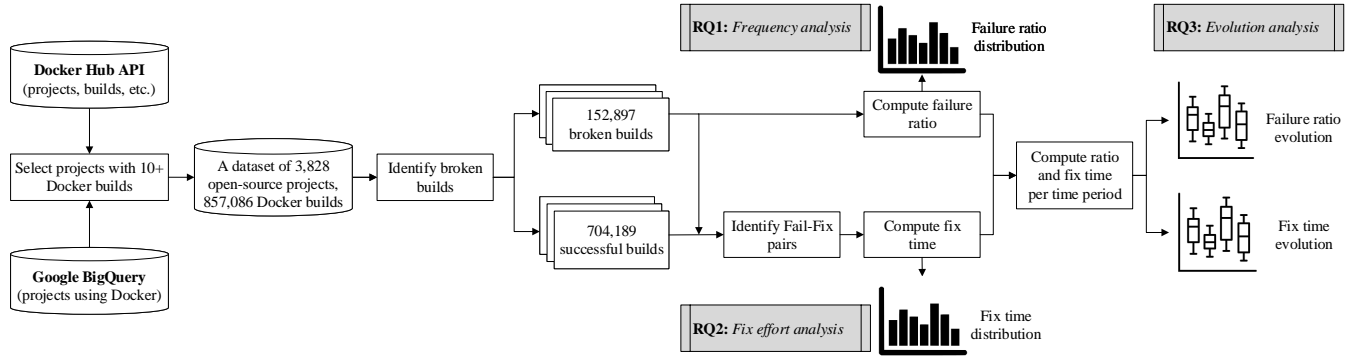 Docker Hub API
(projects, builds, etc.)
Select projects with 10+
Docker builds
Google BigQuery
(projects using Docker)
A dataset of 3,828
open-source projects,
857,086 Docker builds
Identify broken
builds
152,897
broken builds
704,189
successful builds
RQ1: Frequency analysis
Failure ratio
distribution
Compute failure
ratio
Identify Fail-Fix
pairs
Compute fix
time
RQ2: Fix effort analysis
Fix time
distribution
Compute ratio
and fix time
per time period
RQ3: Evolution analysis
Failure ratio
evolution
Fix time
evolution